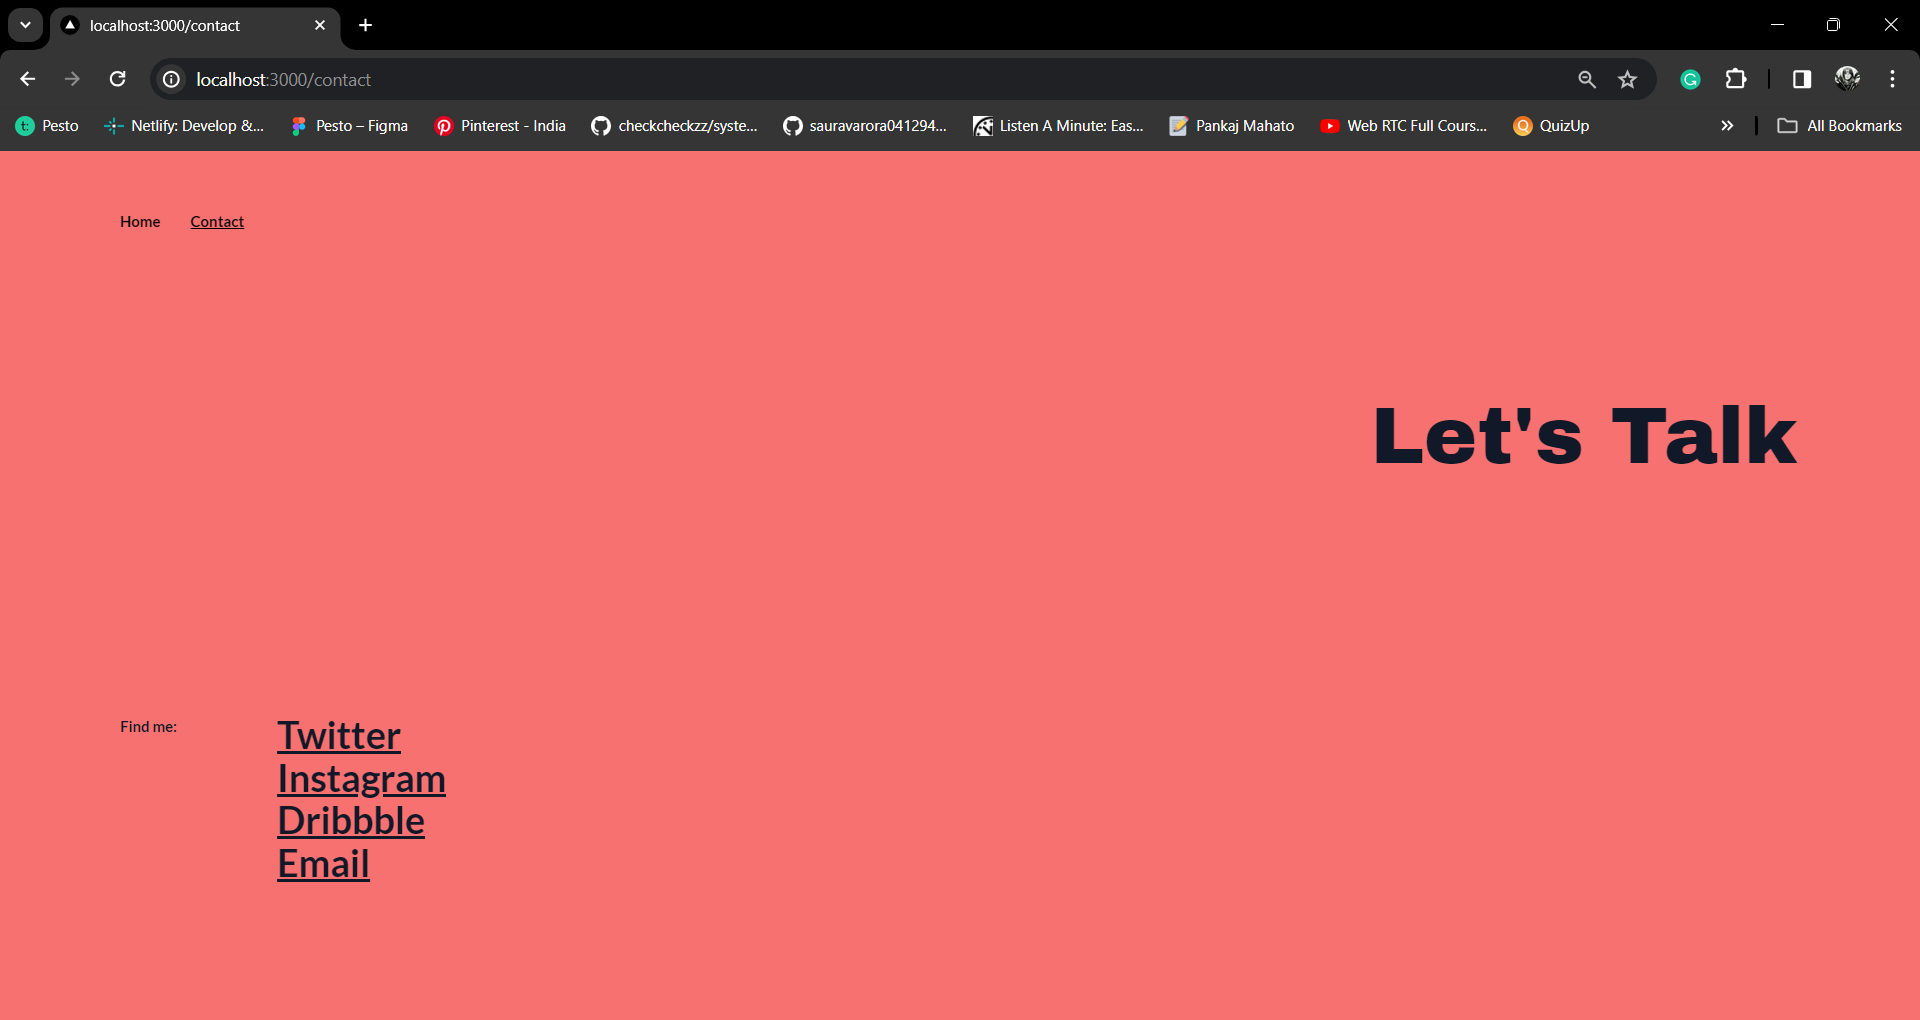 localhost:3000/contact
localhost:3000/contact
Pesto Netlify: Develop &... Pesto – Figma Pinterest - India checkcheckzz/syste... sauravarora041294... Listen A Minute: Eas... Pankaj Mahato Web RTC Full Cours... QuizUp » All Bookmarks
Home Contact
Let's Talk
Find me: Twitter
Instagram
Dribbble
Email